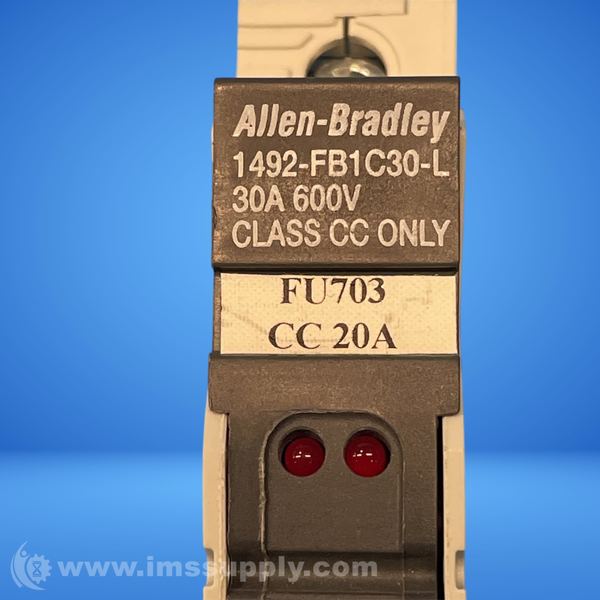 Allen-Bradley
1492-FB1C30-L
30A 600V
CLASS CC ONLY
FU703
CC 20A
www.imssupply.com